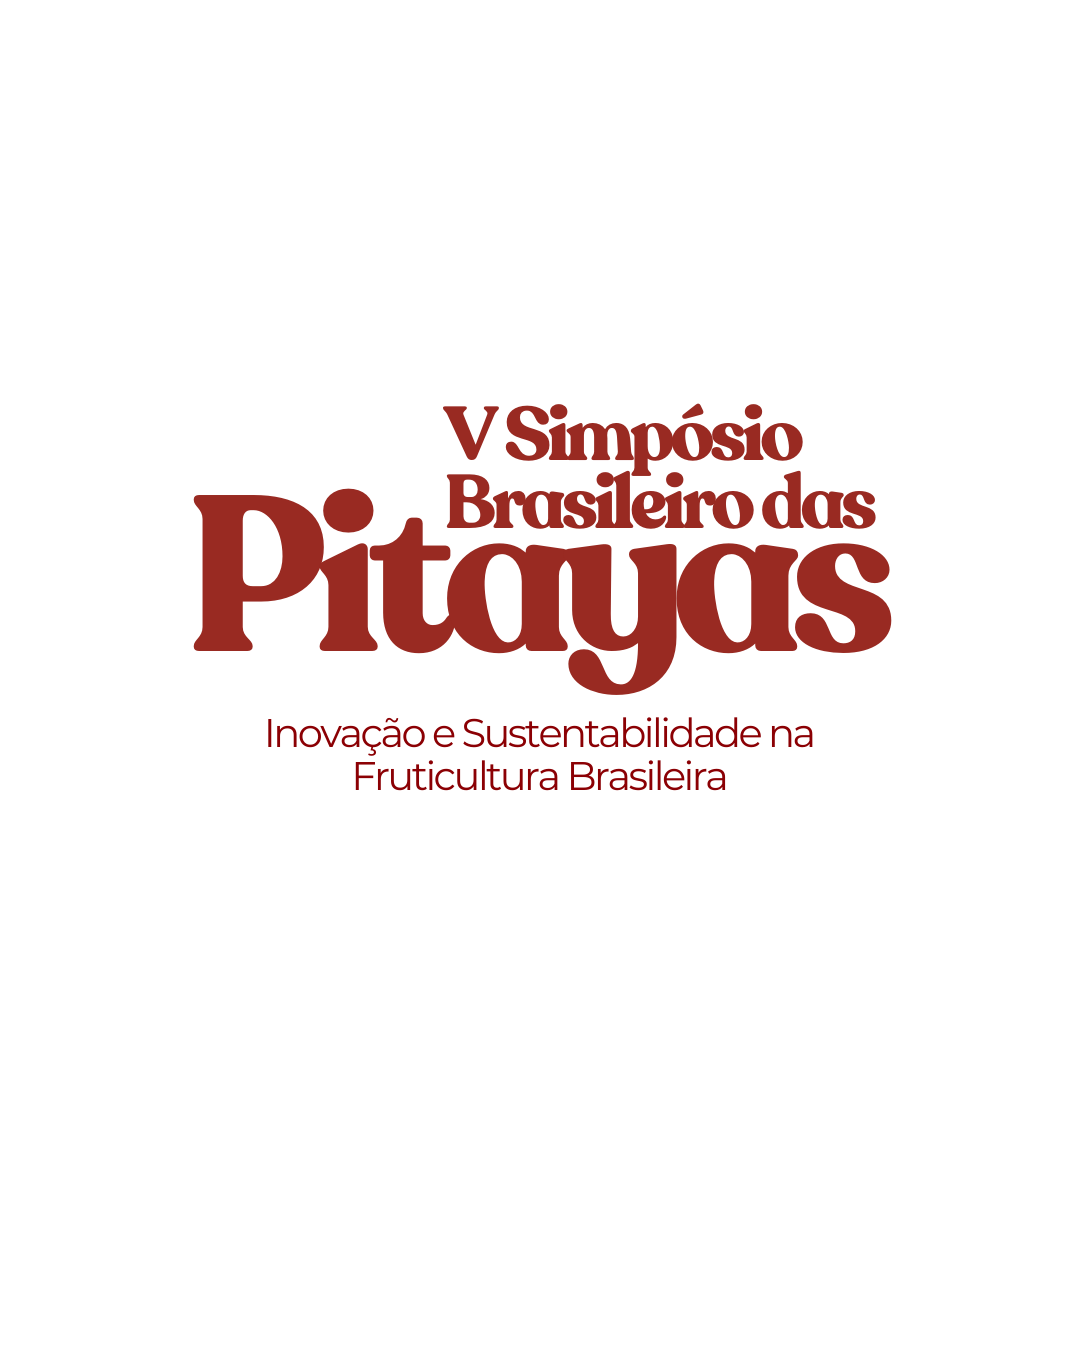 V Simpósio
Brasileiro das
Pitayas
Inovação e Sustentabilidade na
Fruticultura Brasileira